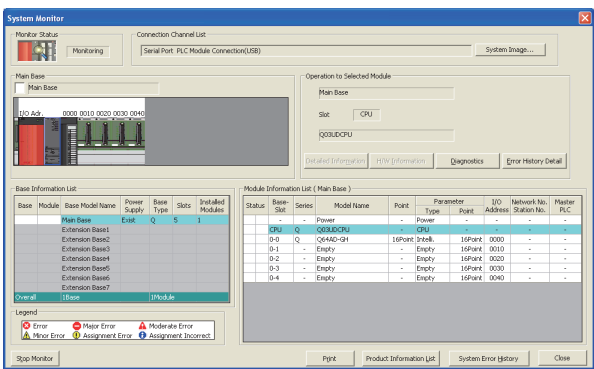 System Monitor
Monitor Status
Monitoring
Connection Channel List
Serial Port PLC Module Connection(USB)
System Image...
Main Base
Main Base
I/O Adr. 0000 0010 0020 0030 0040
Operation to Selected Module
Main Base
Slot CPU
Q03UDCPU
Detailed Information H/W Information Diagnostics Error History Detail
Base Information List
Base Module Base Model Name Power Supply Base Type Slots Installed Modules
Main Base Exist Q 5 1
Extension Base1
Extension Base2
Extension Base3
Extension Base4
Extension Base5
Extension Base6
Extension Base7
Overall 1Base 1Module
Module Information List ( Main Base )
Status Base-Slot Series Model Name Point Parameter Type Point I/O Address Network No. Station No. Master PLC
- - Power - Power - - - -
CPU Q Q03UDCPU - CPU - - - -
0-0 Q Q64AD-GH 16Point Intelli. 16Point 0000 - -
0-1 - Empty - Empty 16Point 0010 - -
0-2 - Empty - Empty 16Point 0020 - -
0-3 - Empty - Empty 16Point 0030 - -
0-4 - Empty - Empty 16Point 0040 - -
Legend
Error Major Error Moderate Error
Minor Error Assignment Error Assignment Incorrect
Stop Monitor
Print Product Information List System Error History Close